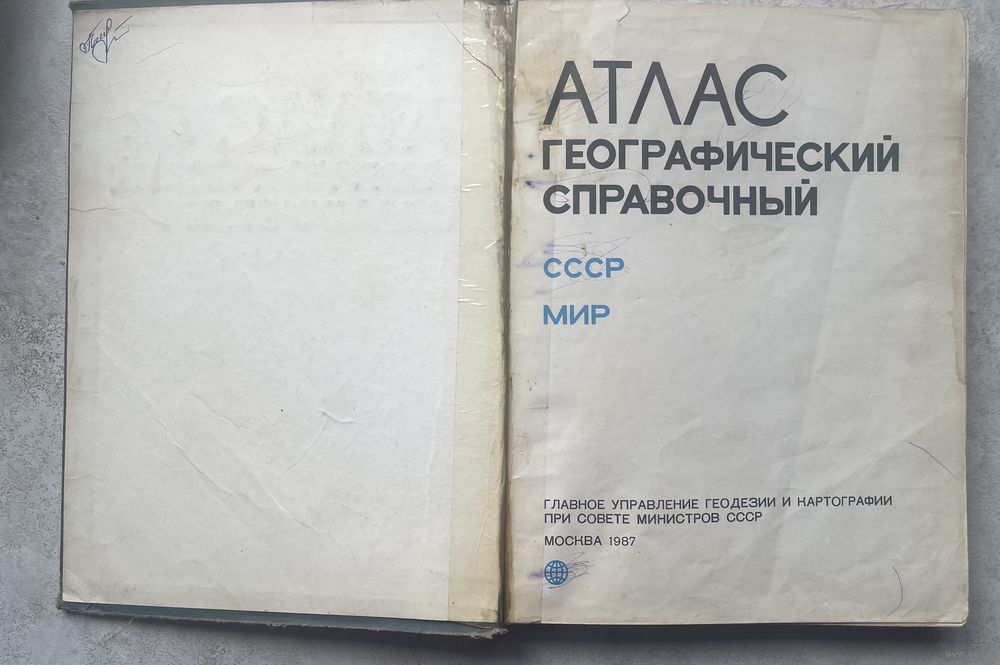 АТЛАС
ГЕОГРАФИЧЕСКИЙ
СПРАВОЧНЫЙ
СССР
МИР
ГЛАВНОЕ УПРАВЛЕНИЕ ГЕОДЕЗИИ И КАРТОГРАФИИ
ПРИ СОВЕТЕ МИНИСТРОВ СССР
МОСКВА 1987